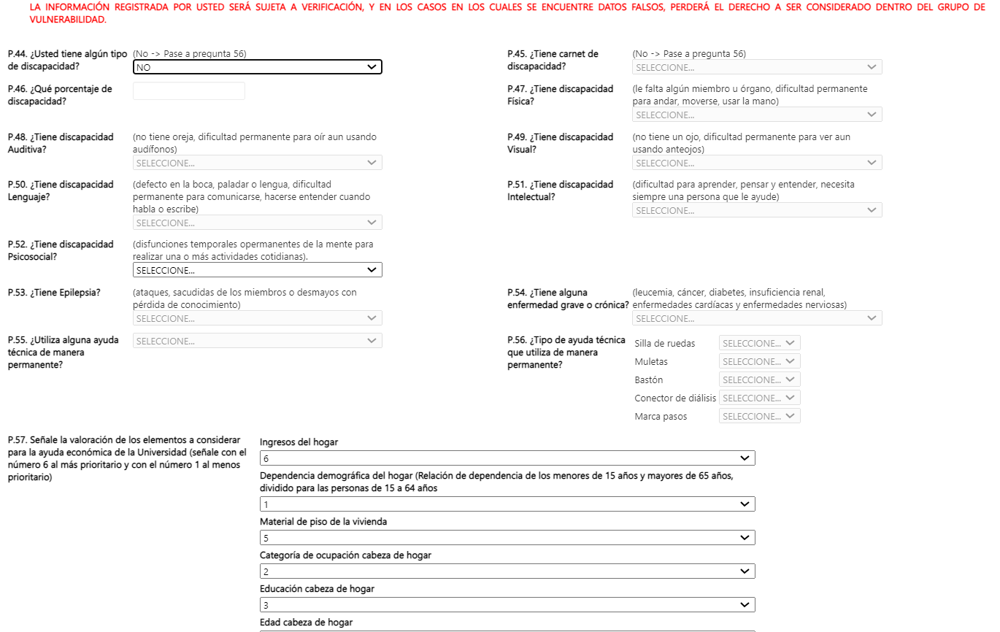 LA INFORMACIÓN REGISTRADA POR USTED SERÁ SUJETA A VERIFICACIÓN, Y EN LOS CASOS EN LOS CUALES SE ENCUENTRE DATOS FALSOS, PERDERÁ EL DERECHO A SER CONSIDERADO DENTRO DEL GRUPO DE
VULNERABILIDAD.
P.44. ¿Usted tiene algún tipo
de discapacidad?
(No -> Pase a pregunta 56)
NO
P.45. ¿Tiene carnet de
discapacidad?
(No -> Pase a pregunta 56)
SELECCIONE...
P.46. ¿Qué porcentaje de
discapacidad?
P.47. ¿Tiene discapacidad
Física?
(le falta algún miembro u órgano, dificultad permanente
para andar, moverse, usar la mano)
SELECCIONE...
P.48. ¿Tiene discapacidad
Auditiva?
(no tiene oreja, dificultad permanente para oír aun usando
audífonos)
SELECCIONE...
P.49. ¿Tiene discapacidad
Visual?
(no tiene un ojo, dificultad permanente para ver aun
usando anteojos)
SELECCIONE...
P.50. ¿Tiene discapacidad
Lenguaje?
(defecto en la boca, paladar o lengua, dificultad
permanente para comunicarse, hacerse entender cuando
habla o escribe)
SELECCIONE...
P.51. ¿Tiene discapacidad
Intelectual?
(dificultad para aprender, pensar y entender, necesita
siempre una persona que le ayude)
SELECCIONE...
P.52. ¿Tiene discapacidad
Psicosocial?
(disfunciones temporales opermanentes de la mente para
realizar una o más actividades cotidianas).
SELECCIONE...
P.53. ¿Tiene Epilepsia?
(ataques, sacudidas de los miembros o desmayos con
pérdida de conocimiento)
SELECCIONE...
P.54. ¿Tiene alguna
enfermedad grave o crónica?
(leucemia, cáncer, diabetes, insuficiencia renal,
enfermedades cardíacas y enfermedades nerviosas)
SELECCIONE...
P.55. ¿Utiliza alguna ayuda
técnica de manera
permanente?
SELECCIONE...
P.56. ¿Tipo de ayuda técnica
que utiliza de manera
permanente?
Silla de ruedas SELECCIONE...
Muletas SELECCIONE...
Bastón SELECCIONE...
Conector de diálisis SELECCIONE...
Marca pasos SELECCIONE...
P.57. Señale la valoración de los elementos a considerar
para la ayuda económica de la Universidad (señale con el
número 6 al más prioritario y con el número 1 al menos
prioritario)
Ingresos del hogar
6
Dependencia demográfica del hogar (Relación de dependencia de los menores de 15 años y mayores de 65 años,
dividido para las personas de 15 a 64 años
1
Material de piso de la vivienda
5
Categoría de ocupación cabeza de hogar
2
Educación cabeza de hogar
3
Edad cabeza de hogar